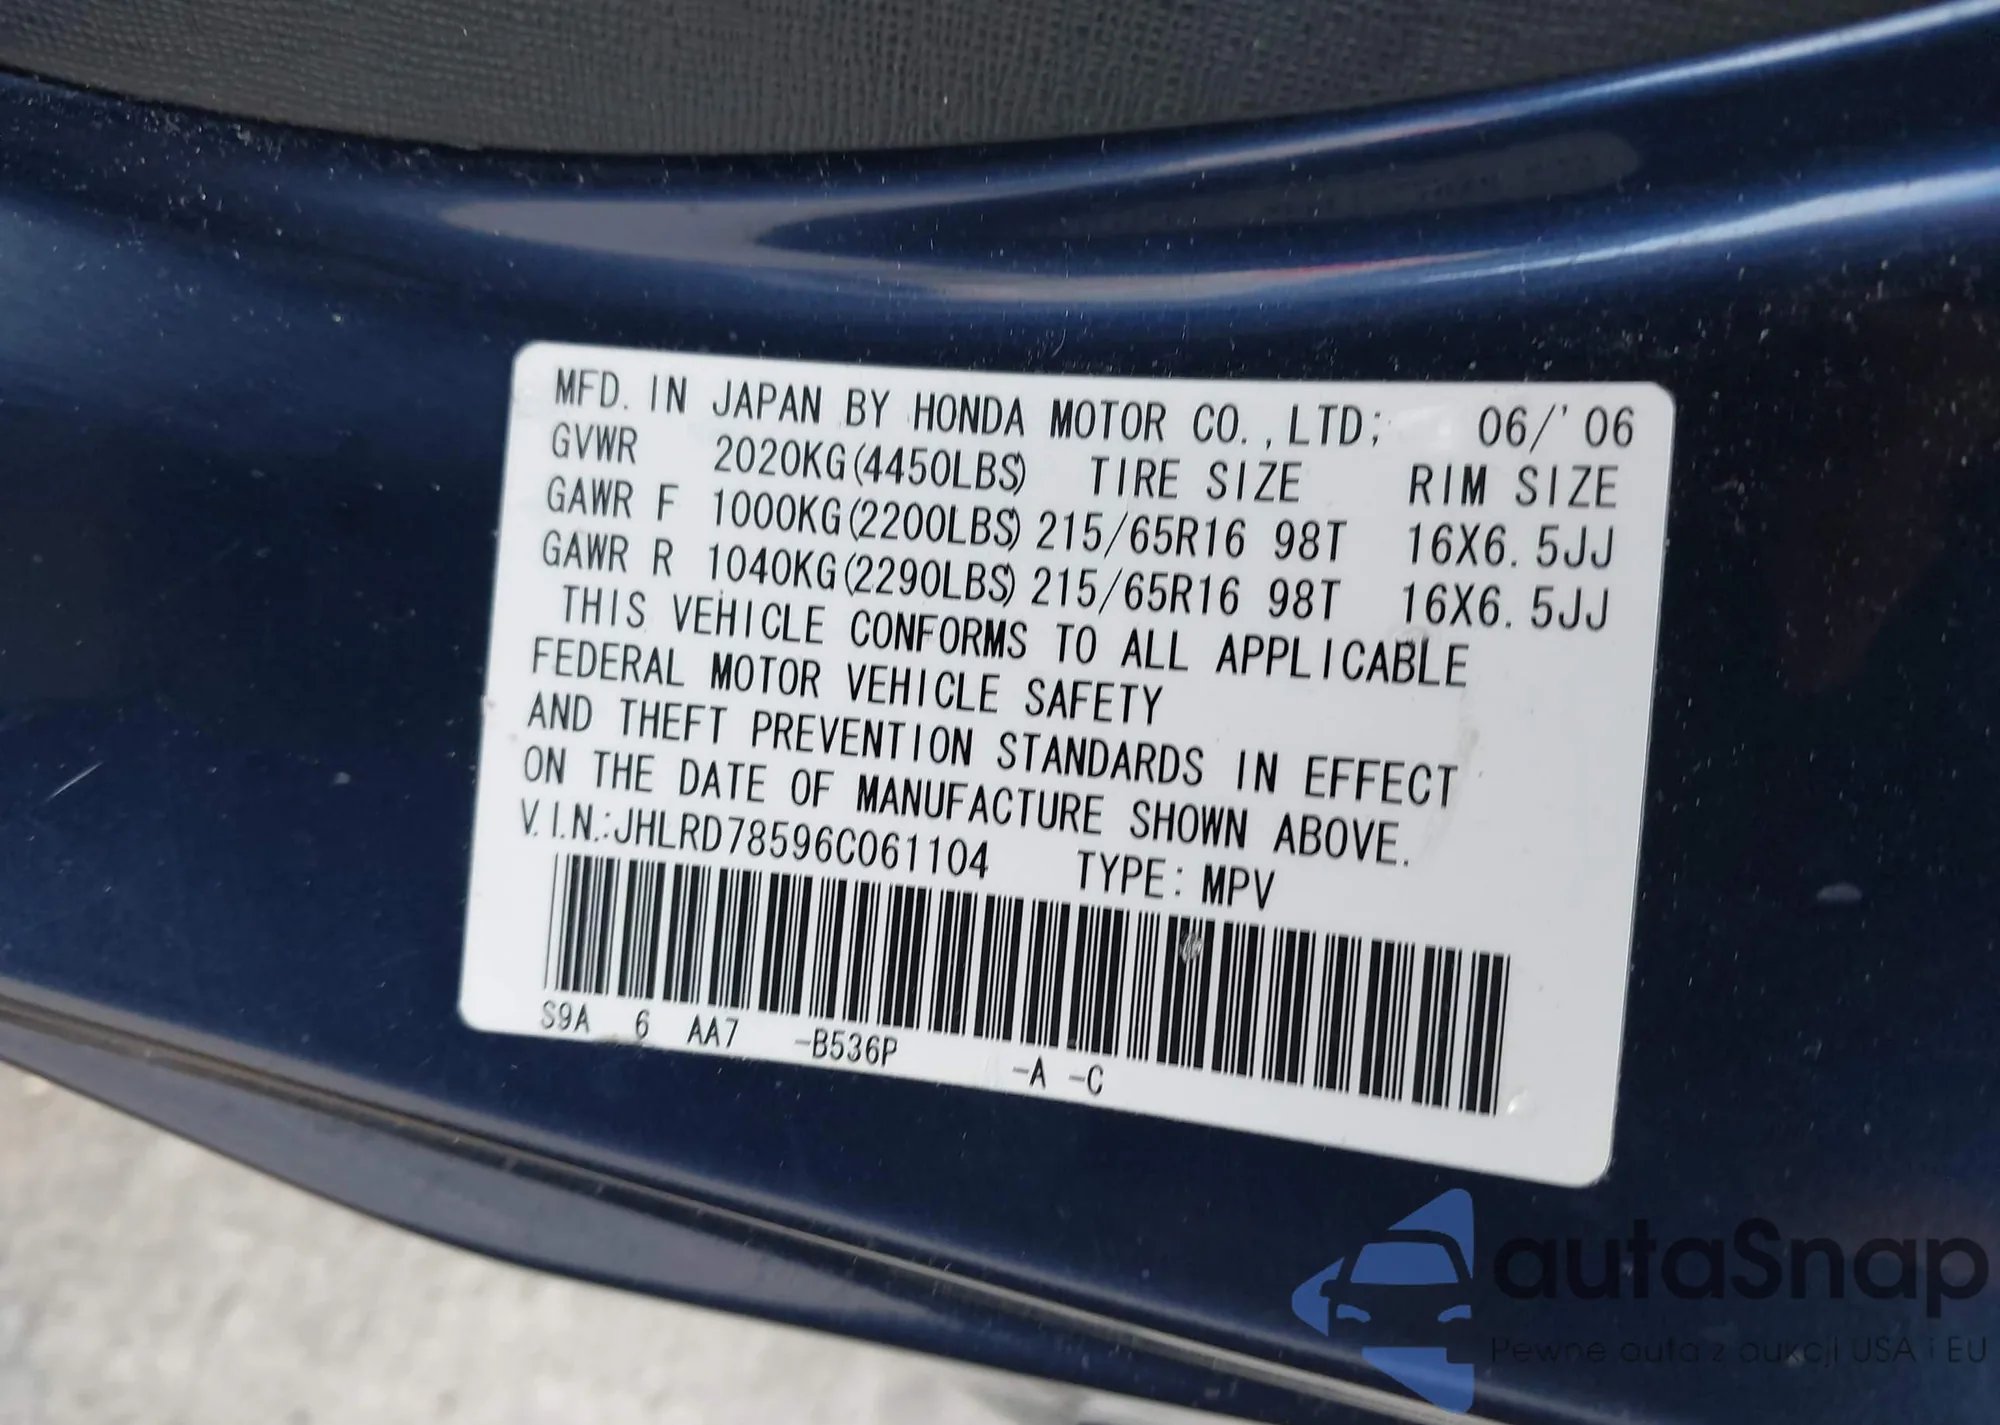 MFD. IN JAPAN BY HONDA MOTOR CO., LTD; 06/'06
GVWR 2020KG(4450LBS) TIRE SIZE RIM SIZE
GAWR F 1000KG(2200LBS) 215/65R16 98T 16X6.5JJ
GAWR R 1040KG(2290LBS) 215/65R16 98T 16X6.5JJ
THIS VEHICLE CONFORMS TO ALL APPLICABLE
FEDERAL MOTOR VEHICLE SAFETY
AND THEFT PREVENTION STANDARDS IN EFFECT
ON THE DATE OF MANUFACTURE SHOWN ABOVE.
V.I.N.:JHLRD78596C061104 TYPE: MPV
S9A 6 AA7 -B536P -A -C
autaSnap
Pewne auta z aukcji USA i EU